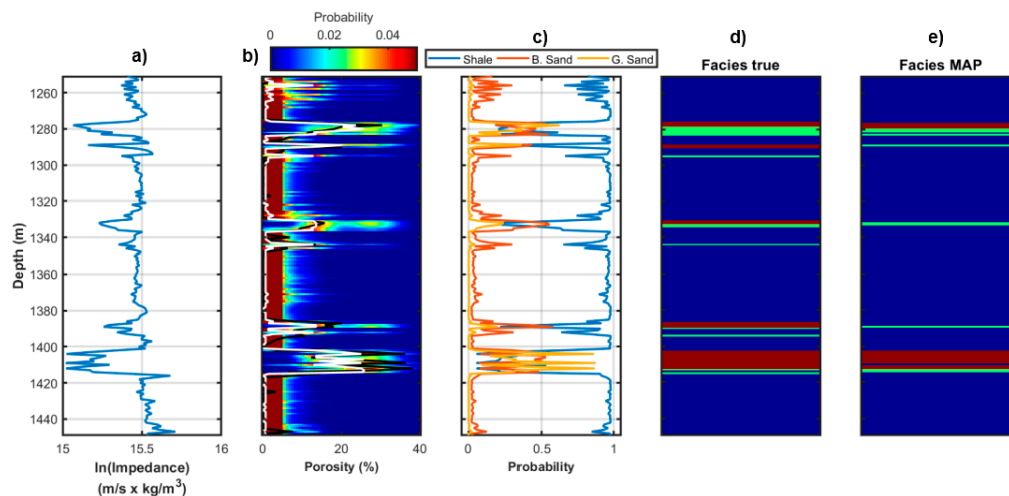 Probability
0 0.02 0.04
a)
b)
c)
Shale B. Sand G. Sand
d)
Facies true
e)
Facies MAP
Depth (m)
1260
1280
1300
1320
1340
1360
1380
1400
1420
1440
15 15.5 16
ln(Impedance)
(m/s x kg/m³)
0 20 40
Porosity (%)
0 0.5 1
Probability